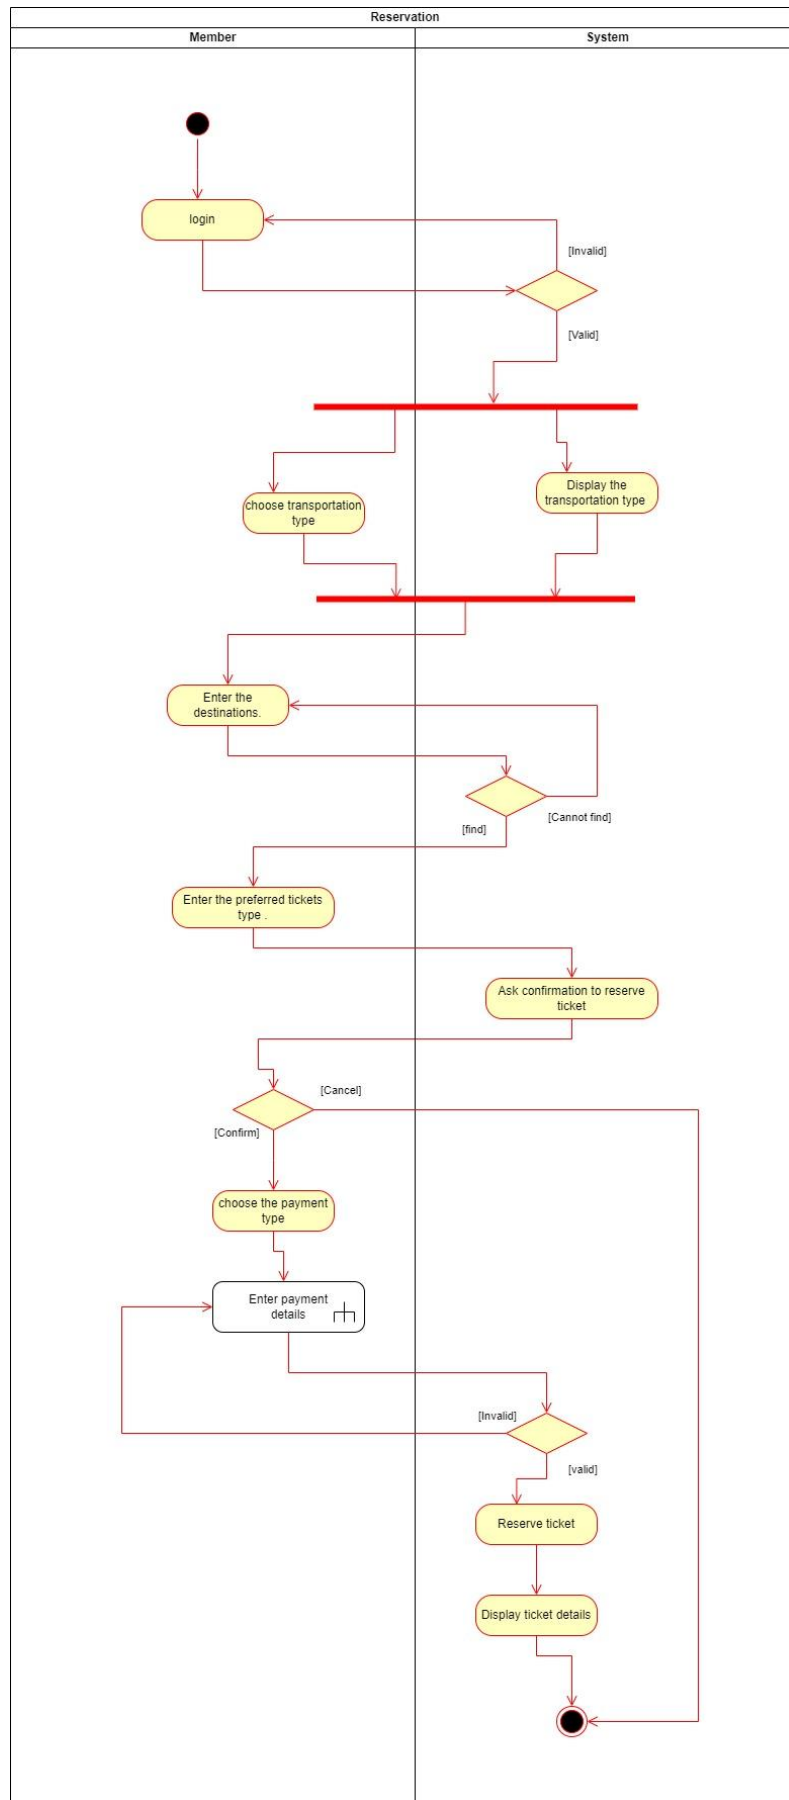 Reservation
Member
System
login
[Invalid]
[Valid]
choose transportation
type
Display the
transportation type
Enter the
destinations.
[find]
[Cannot find]
Enter the preferred tickets
type .
Ask confirmation to reserve
ticket
[Cancel]
[Confirm]
choose the payment
type
Enter payment
details
[Invalid]
[valid]
Reserve ticket
Display ticket details